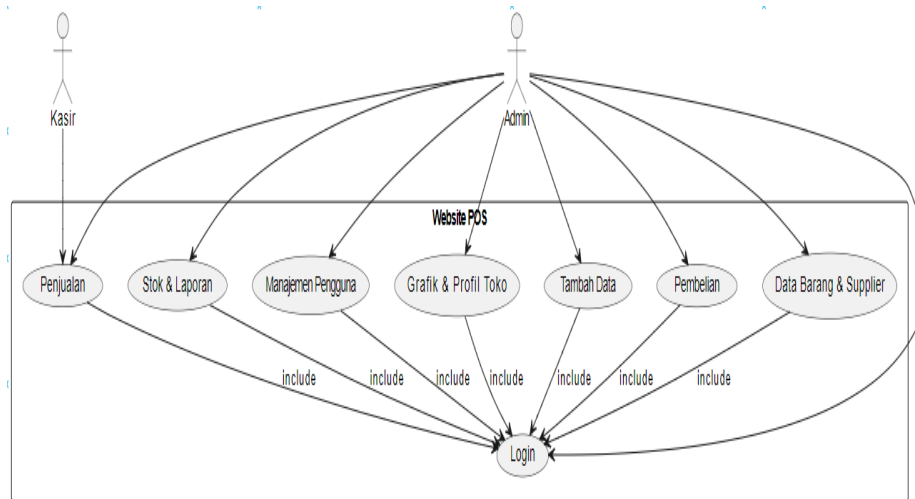 Kasir
Admin
Website POS
Penjualan
Stok & Laporan
Manajemen Pengguna
Grafik & Profil Toko
Tambah Data
Pembelian
Data Barang & Supplier
include
include
include
include
include
include
include
Login